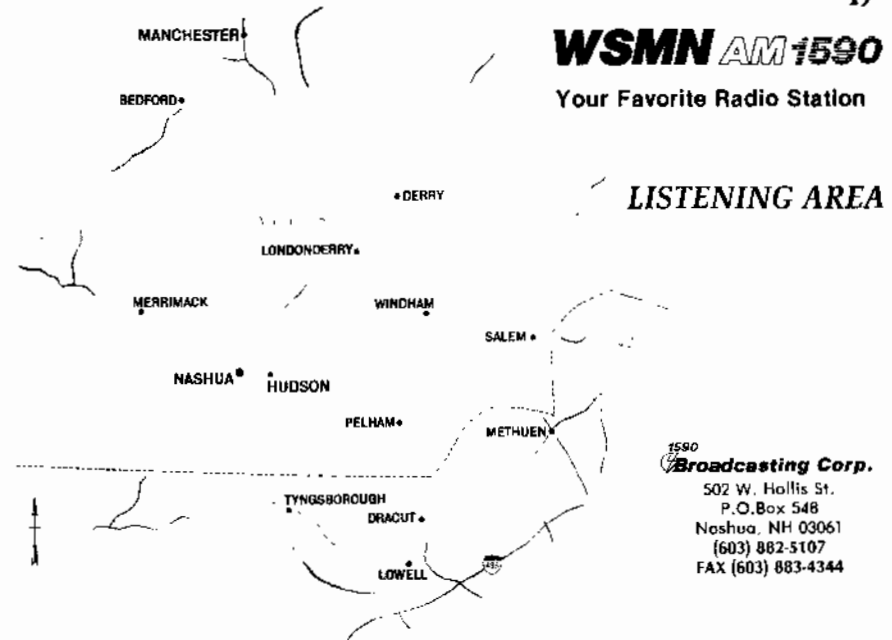 WSMN AM 1590
Your Favorite Radio Station
LISTENING AREA
MANCHESTER
BEDFORD
DERRY
LONDONDERRY
MERRIMACK
WINDHAM
SALEM
NASHUA
HUDSON
PELHAM
METHUEN
TYNGSBOROUGH
DRACUT
LOWELL
495
1590
Broadcasting Corp.
502 W. Hollis St.
P.O.Box 548
Nashua, NH 03061
(603) 882-5107
FAX (603) 883-4344